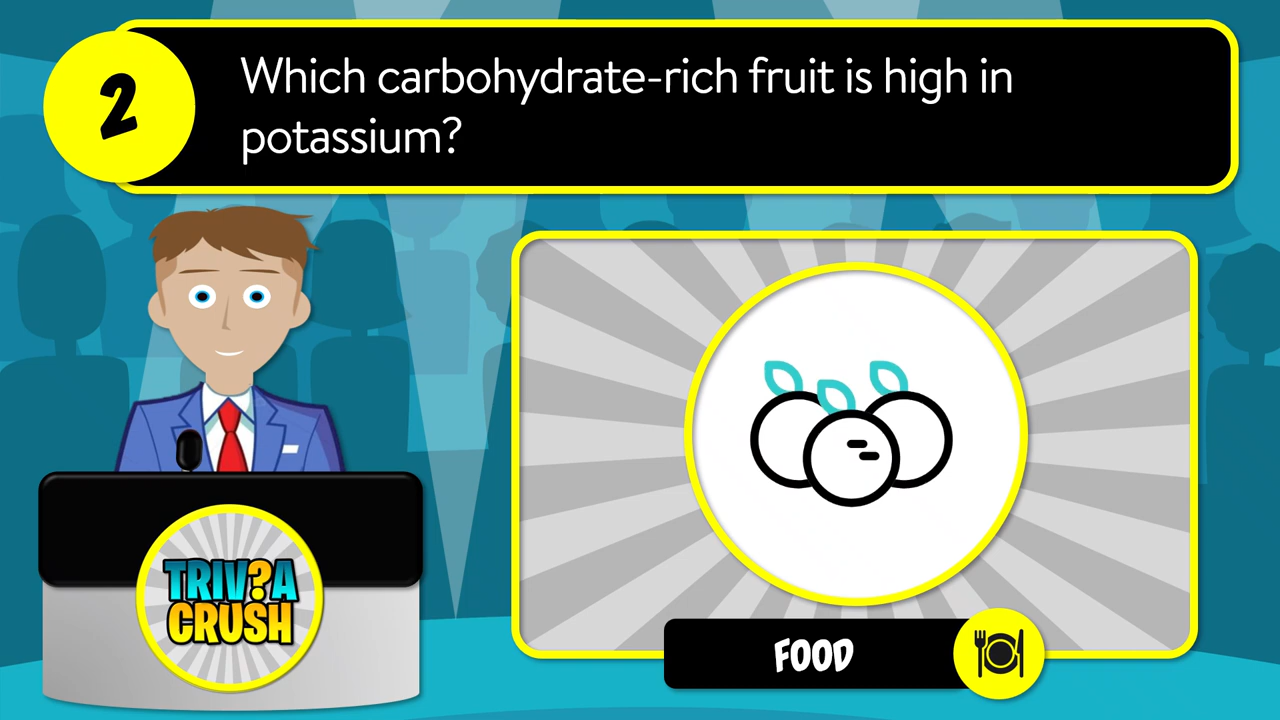 2
Which carbohydrate-rich fruit is high in
potassium?
TRIV?A
CRUSH
FOOD